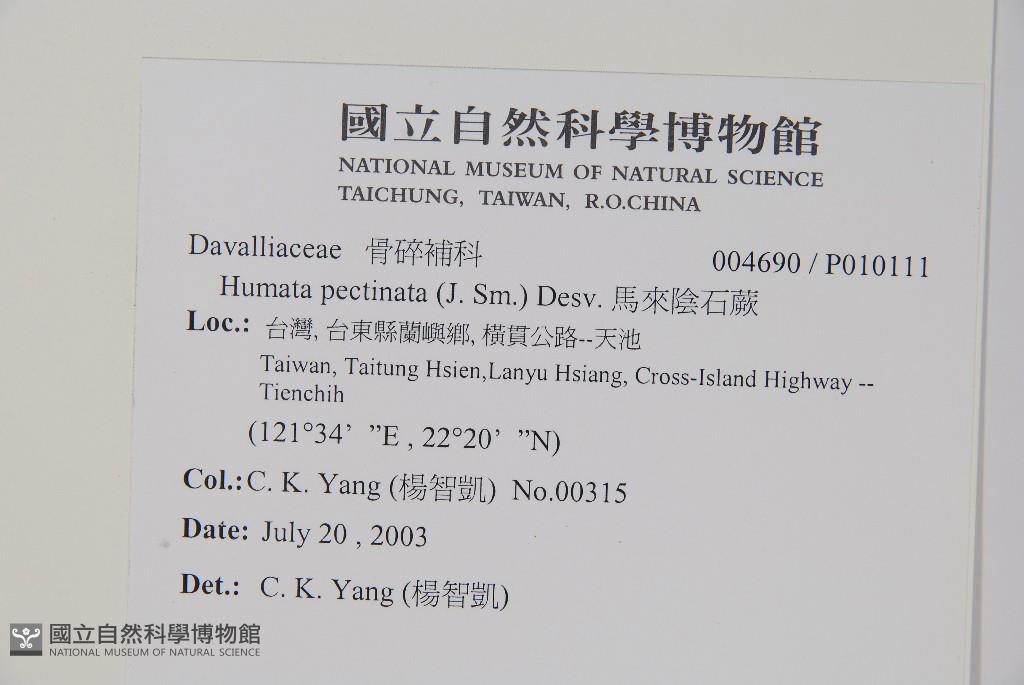 國立自然科學博物館
NATIONAL MUSEUM OF NATURAL SCIENCE
TAICHUNG, TAIWAN, R.O.CHINA
Davalliaceae 骨碎補科 004690 / P010111
Humata pectinata (J. Sm.) Desv. 馬來陰石蕨
Loc.: 台灣, 台東縣蘭嶼鄉, 橫貫公路--天池
Taiwan, Taitung Hsien,Lanyu Hsiang, Cross-Island Highway --
Tienchih
(121°34’ ”E , 22°20’ ”N)
Col.: C. K. Yang (楊智凱) No.00315
Date: July 20 , 2003
Det.: C. K. Yang (楊智凱)
國立自然科學博物館
NATIONAL MUSEUM OF NATURAL SCIENCE